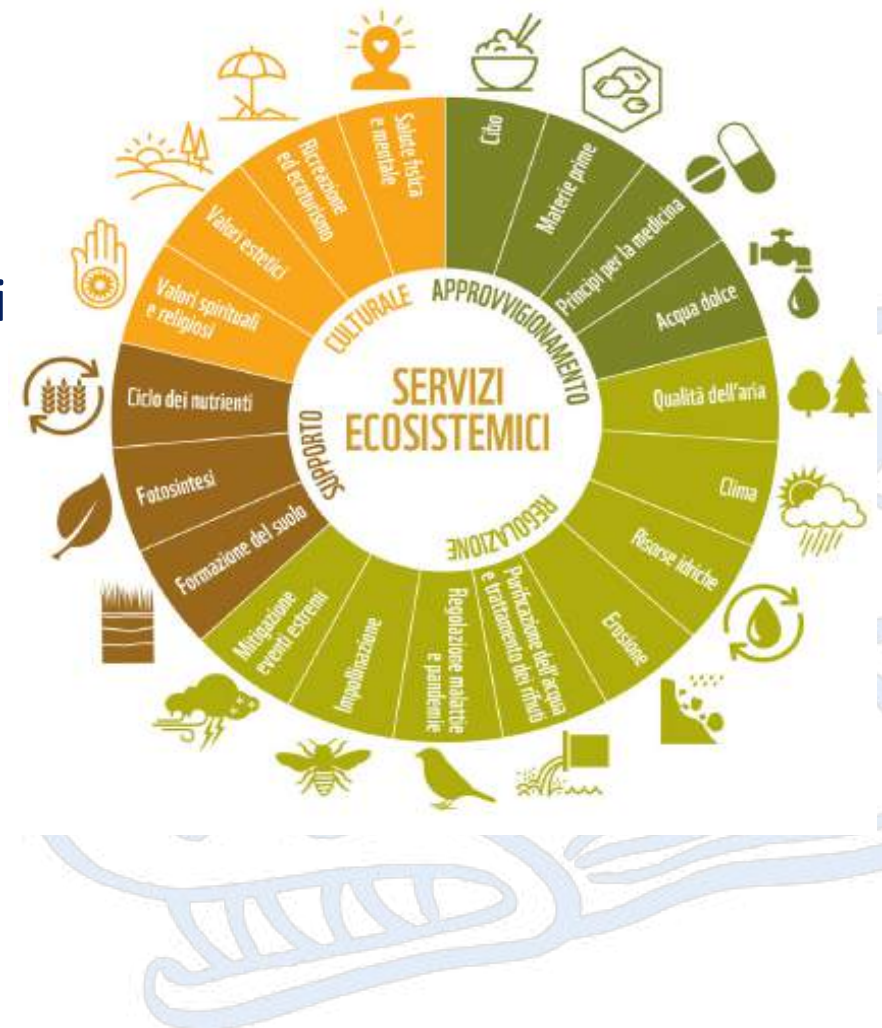 i
SERVIZI
ECOSISTEMICI
CULTURALE
APPROVVIGIONAMENTO
REGOLAZIONE
SUPPORTO
Cibo
Materie prime
Principi per la medicina
Acqua dolce
Qualità dell'aria
Clima
Risorse idriche
Erosione
Purificazione dell'acqua
e trattamento dei rifiuti
Regolazione malattie
e pandemie
Impollinazione
Mitigazione
eventi estremi
Formazione del suolo
Fotosintesi
Ciclo dei nutrienti
Valori spirituali
e religiosi
Valori estetici
Ricreazione
ed ecoturismo
Salute fisica
e mentale